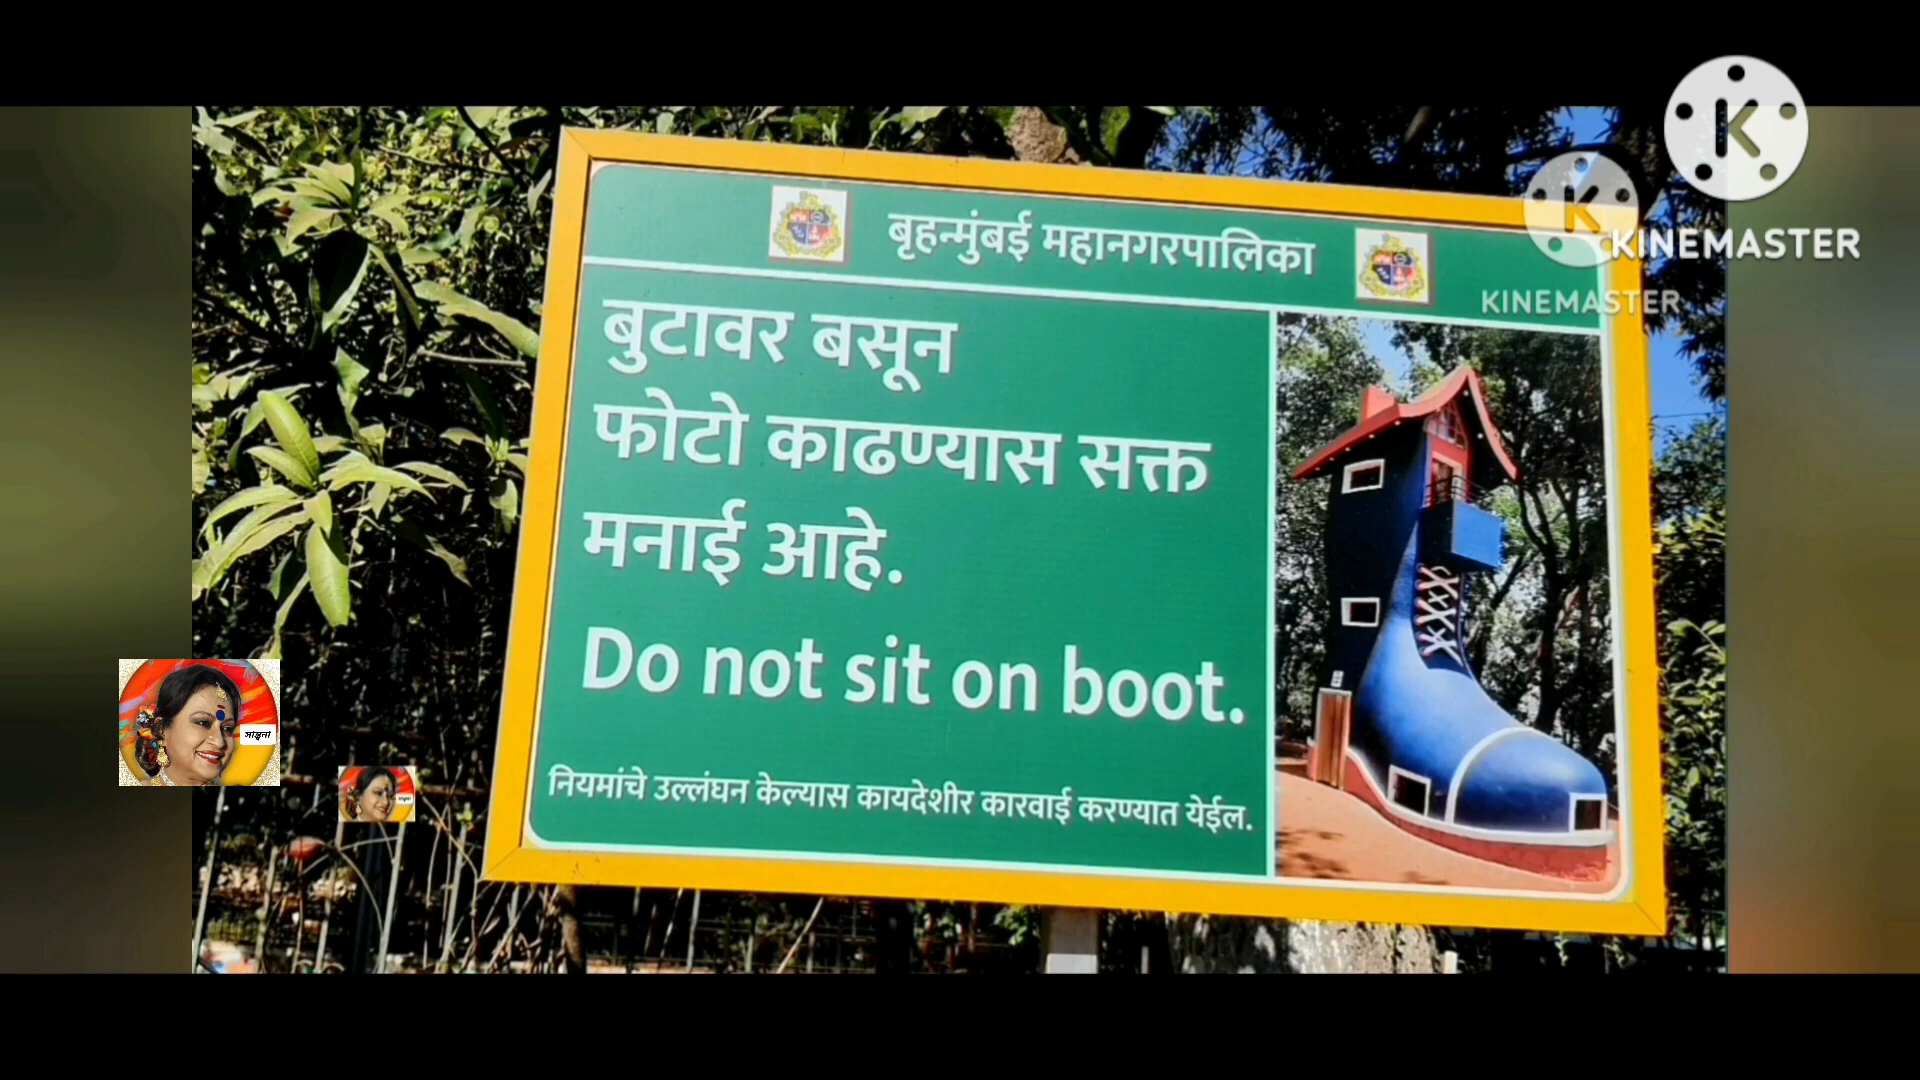 बृहन्मुंबई महानगरपालिका
बुटावर बसून
फोटो काढण्यास सक्त
मनाई आहे.
Do not sit on boot.
नियमांचे उल्लंघन केल्यास कायदेशीर कारवाई करण्यात येईल.
KINEMASTER
KINEMASTER